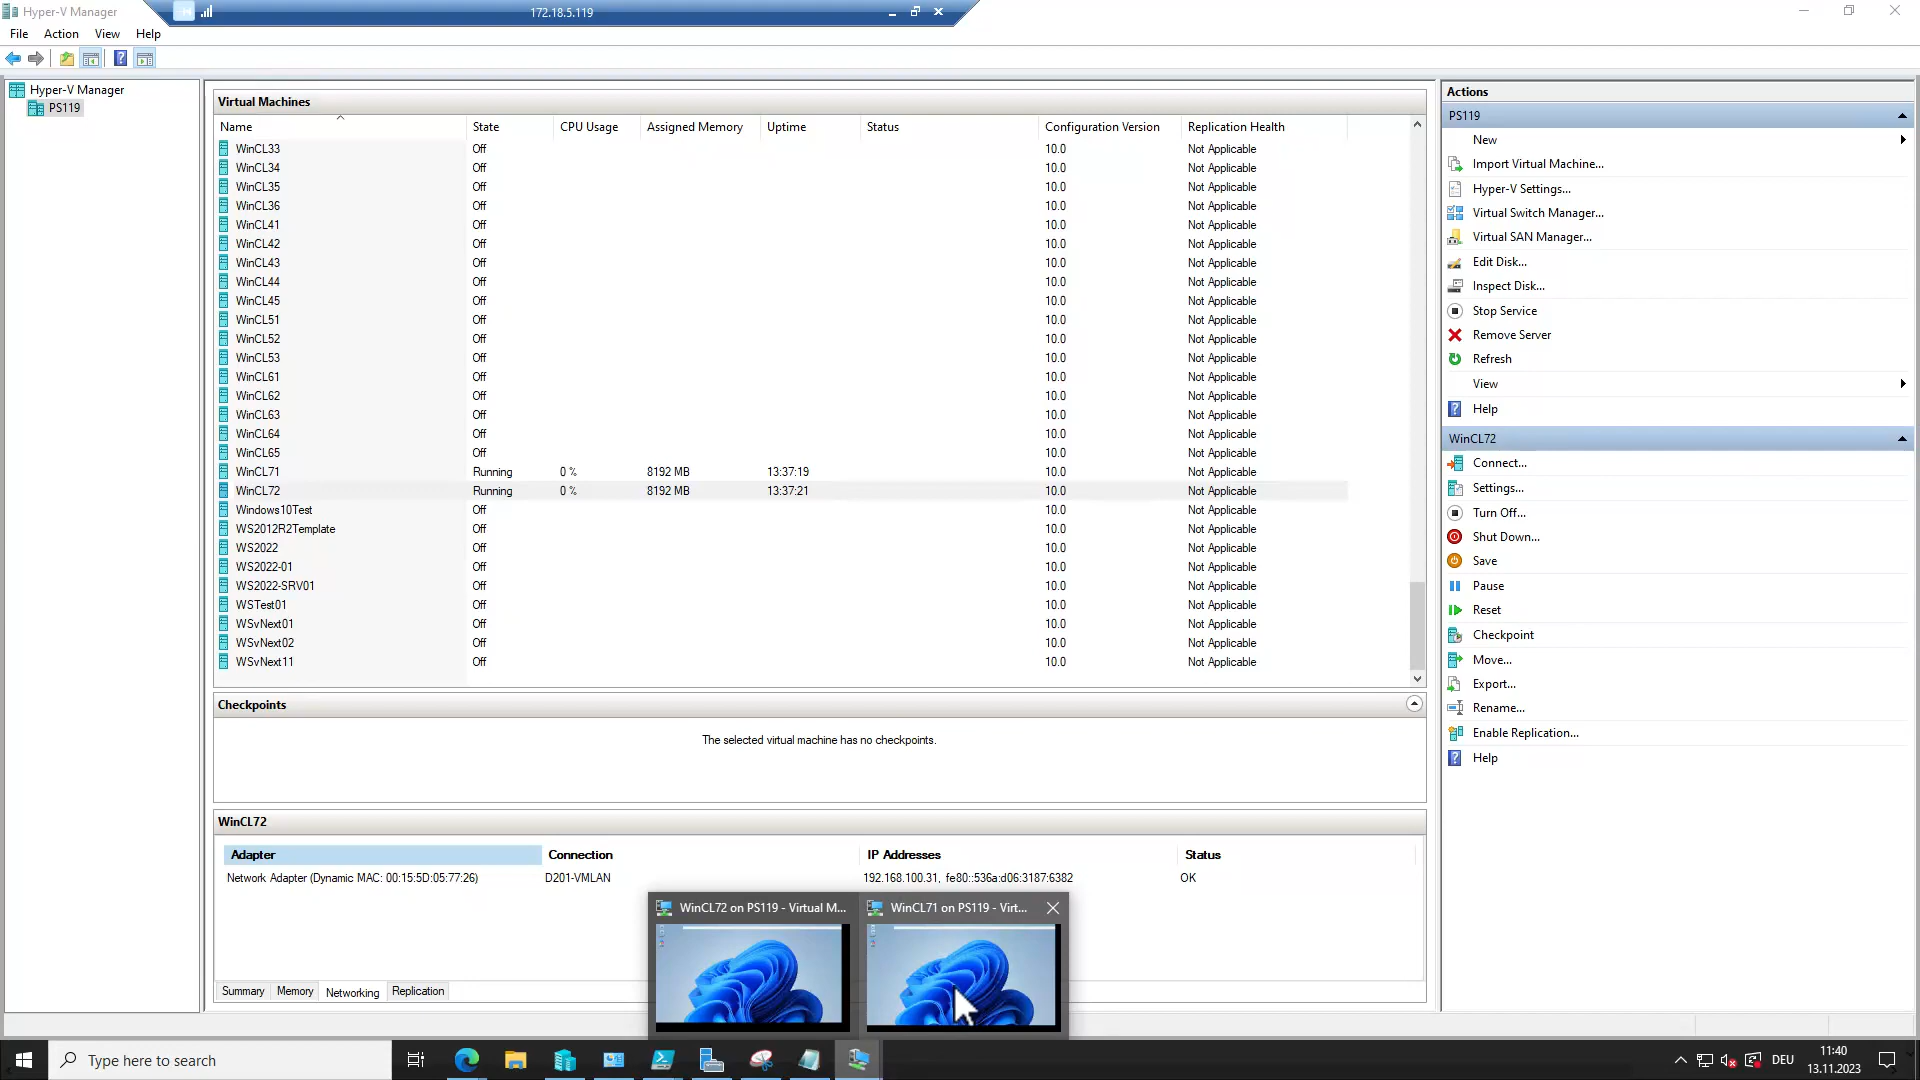 Hyper-V Manager
172.18.5.119
File Action View Help
Hyper-V Manager
PS119
Virtual Machines
Name State CPU Usage Assigned Memory Uptime Status Configuration Version Replication Health
WinCL33 Off 10.0 Not Applicable
WinCL34 Off 10.0 Not Applicable
WinCL35 Off 10.0 Not Applicable
WinCL36 Off 10.0 Not Applicable
WinCL41 Off 10.0 Not Applicable
WinCL42 Off 10.0 Not Applicable
WinCL43 Off 10.0 Not Applicable
WinCL44 Off 10.0 Not Applicable
WinCL45 Off 10.0 Not Applicable
WinCL51 Off 10.0 Not Applicable
WinCL52 Off 10.0 Not Applicable
WinCL53 Off 10.0 Not Applicable
WinCL61 Off 10.0 Not Applicable
WinCL62 Off 10.0 Not Applicable
WinCL63 Off 10.0 Not Applicable
WinCL64 Off 10.0 Not Applicable
WinCL65 Off 10.0 Not Applicable
WinCL71 Running 0 % 8192 MB 13:37:19 10.0 Not Applicable
WinCL72 Running 0 % 8192 MB 13:37:21 10.0 Not Applicable
Windows10Test Off 10.0 Not Applicable
WS2012R2Template Off 10.0 Not Applicable
WS2022 Off 10.0 Not Applicable
WS2022-01 Off 10.0 Not Applicable
WS2022-SRV01 Off 10.0 Not Applicable
WSTest01 Off 10.0 Not Applicable
WSvNext01 Off 10.0 Not Applicable
WSvNext02 Off 10.0 Not Applicable
WSvNext11 Off 10.0 Not Applicable
Checkpoints
The selected virtual machine has no checkpoints.
WinCL72
Adapter Connection IP Addresses Status
Network Adapter (Dynamic MAC: 00:15:5D:05:77:26) D201-VMLAN 192.168.100.31, fe80::536a:d06:3187:6382 OK
WinCL72 on PS119 - Virtual M...
WinCL71 on PS119 - Virt...
Summary Memory Networking Replication
Actions
PS119
New
Import Virtual Machine...
Hyper-V Settings...
Virtual Switch Manager...
Virtual SAN Manager...
Edit Disk...
Inspect Disk...
Stop Service
Remove Server
Refresh
View
Help
WinCL72
Connect...
Settings...
Turn Off...
Shut Down...
Save
Pause
Reset
Checkpoint
Move...
Export...
Rename...
Enable Replication...
Help
Type here to search
DEU
11:40
13.11.2023